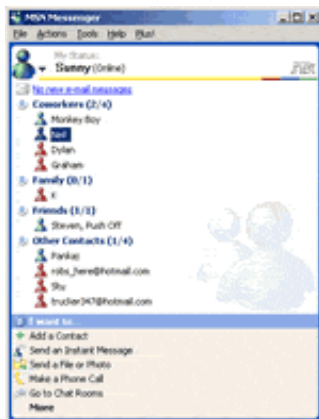 MSN Messenger
File Actions Tools Help Plus!
My Status:
Sunny (Online)
No new e-mail messages
Coworkers (2/4)
Monkey Boy
Neil
Dylan
Graham
Family (0/1)
K
Friends (1/1)
Steven, Push Off
Other Contacts (1/4)
Pankaj
robs_here@hotmail.com
Sky
trucker347@hotmail.com
I want to...
Add a Contact
Send an Instant Message
Send a File or Photo
Make a Phone Call
Go to Chat Rooms
More